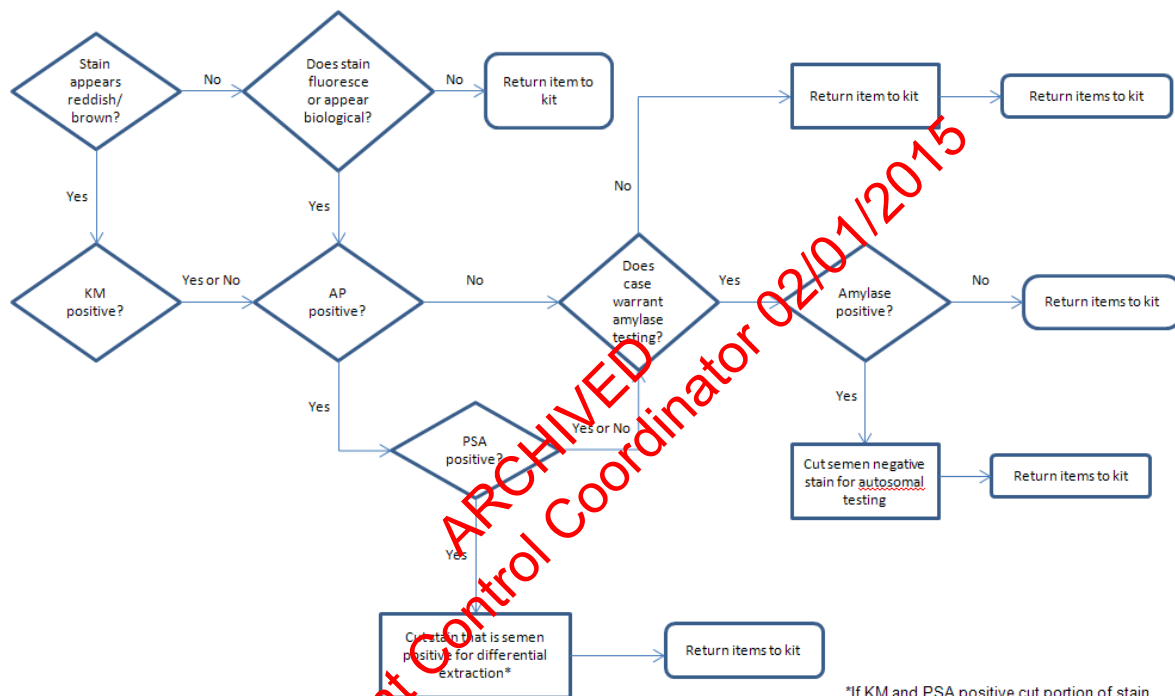 Stain
appears
reddish/
brown?
No
Does stain
fluoresce
or appear
biological?
No
Return item to
kit
Return item to kit
Return items to kit
Yes
Yes
No
KM
positive?
Yes or No
AP
positive?
No
Does
case
warrant
amylase
testing?
Yes
Amylase
positive?
No
Return items to kit
Yes
PSA
positive?
Yes or No
Yes
Cut semen negative
stain for autosomal
testing
Return items to kit
Yes
Cut stain that is semen
positive for differential
extraction*
Return items to kit
*If KM and PSA positive cut portion of stain
ARCHIVED
Control Coordinator 02/01/2015